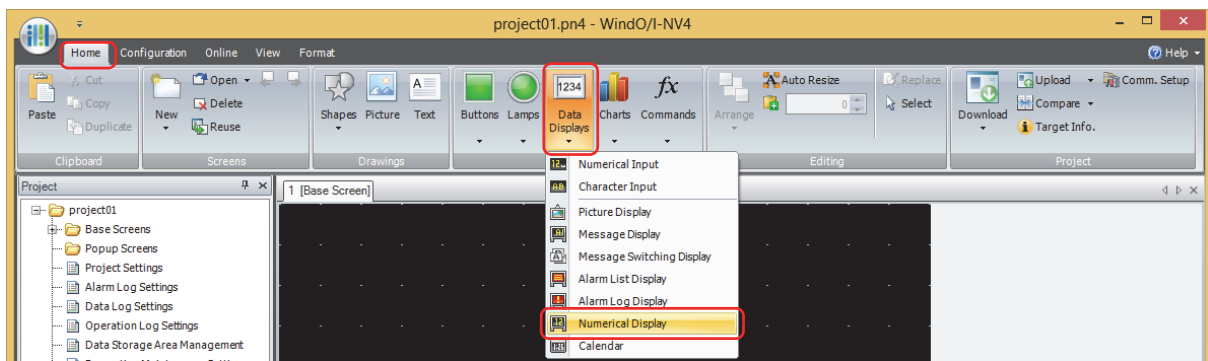 project01.pn4 - WindO/I-NV4
Home Configuration Online View Format Help
Cut Copy Duplicate Paste
New Open Delete Reuse
Shapes Picture Text
Buttons Lamps 1234 Data Displays Charts fx Commands
Arrange Auto Resize 0 Replace Select
Download Upload Compare Target Info. Comm. Setup
Clipboard Screens Drawings Editing Project
Numerical Input
Character Input
Picture Display
Message Display
Message Switching Display
Alarm List Display
Alarm Log Display
Numerical Display
Calendar
Project
1 [Base Screen]
project01
Base Screens
Popup Screens
Project Settings
Alarm Log Settings
Data Log Settings
Operation Log Settings
Data Storage Area Management